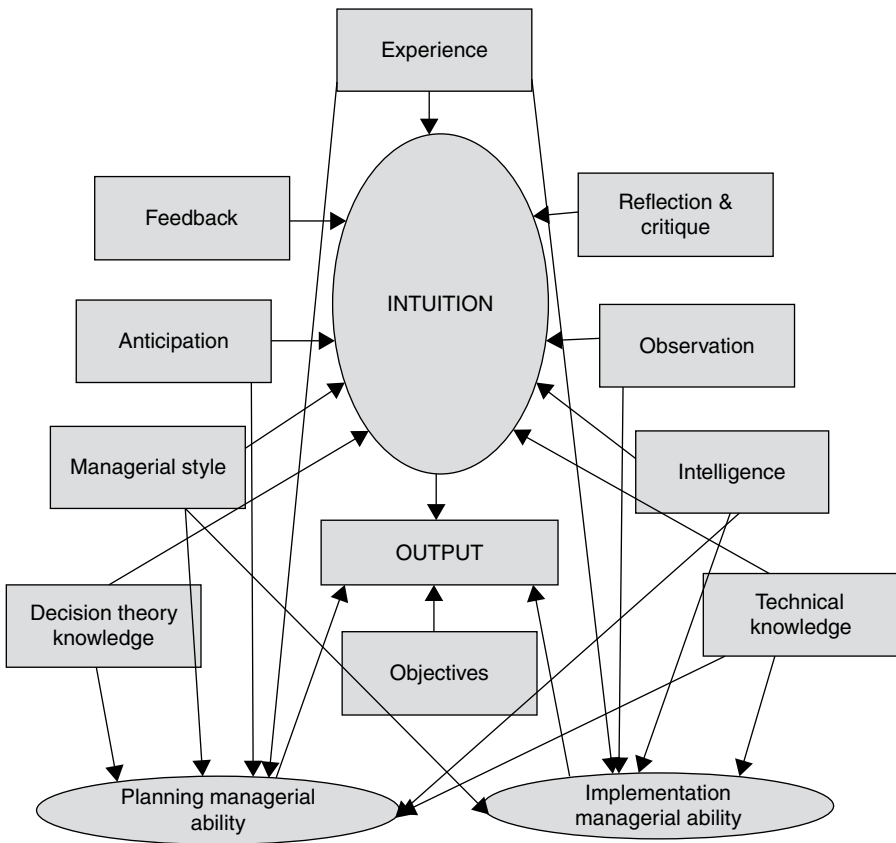 Experience
Feedback
Reflection &
critique
INTUITION
Anticipation
Observation
Managerial style
Intelligence
OUTPUT
Decision theory
knowledge
Technical
knowledge
Objectives
Planning managerial
ability
Implementation
managerial ability